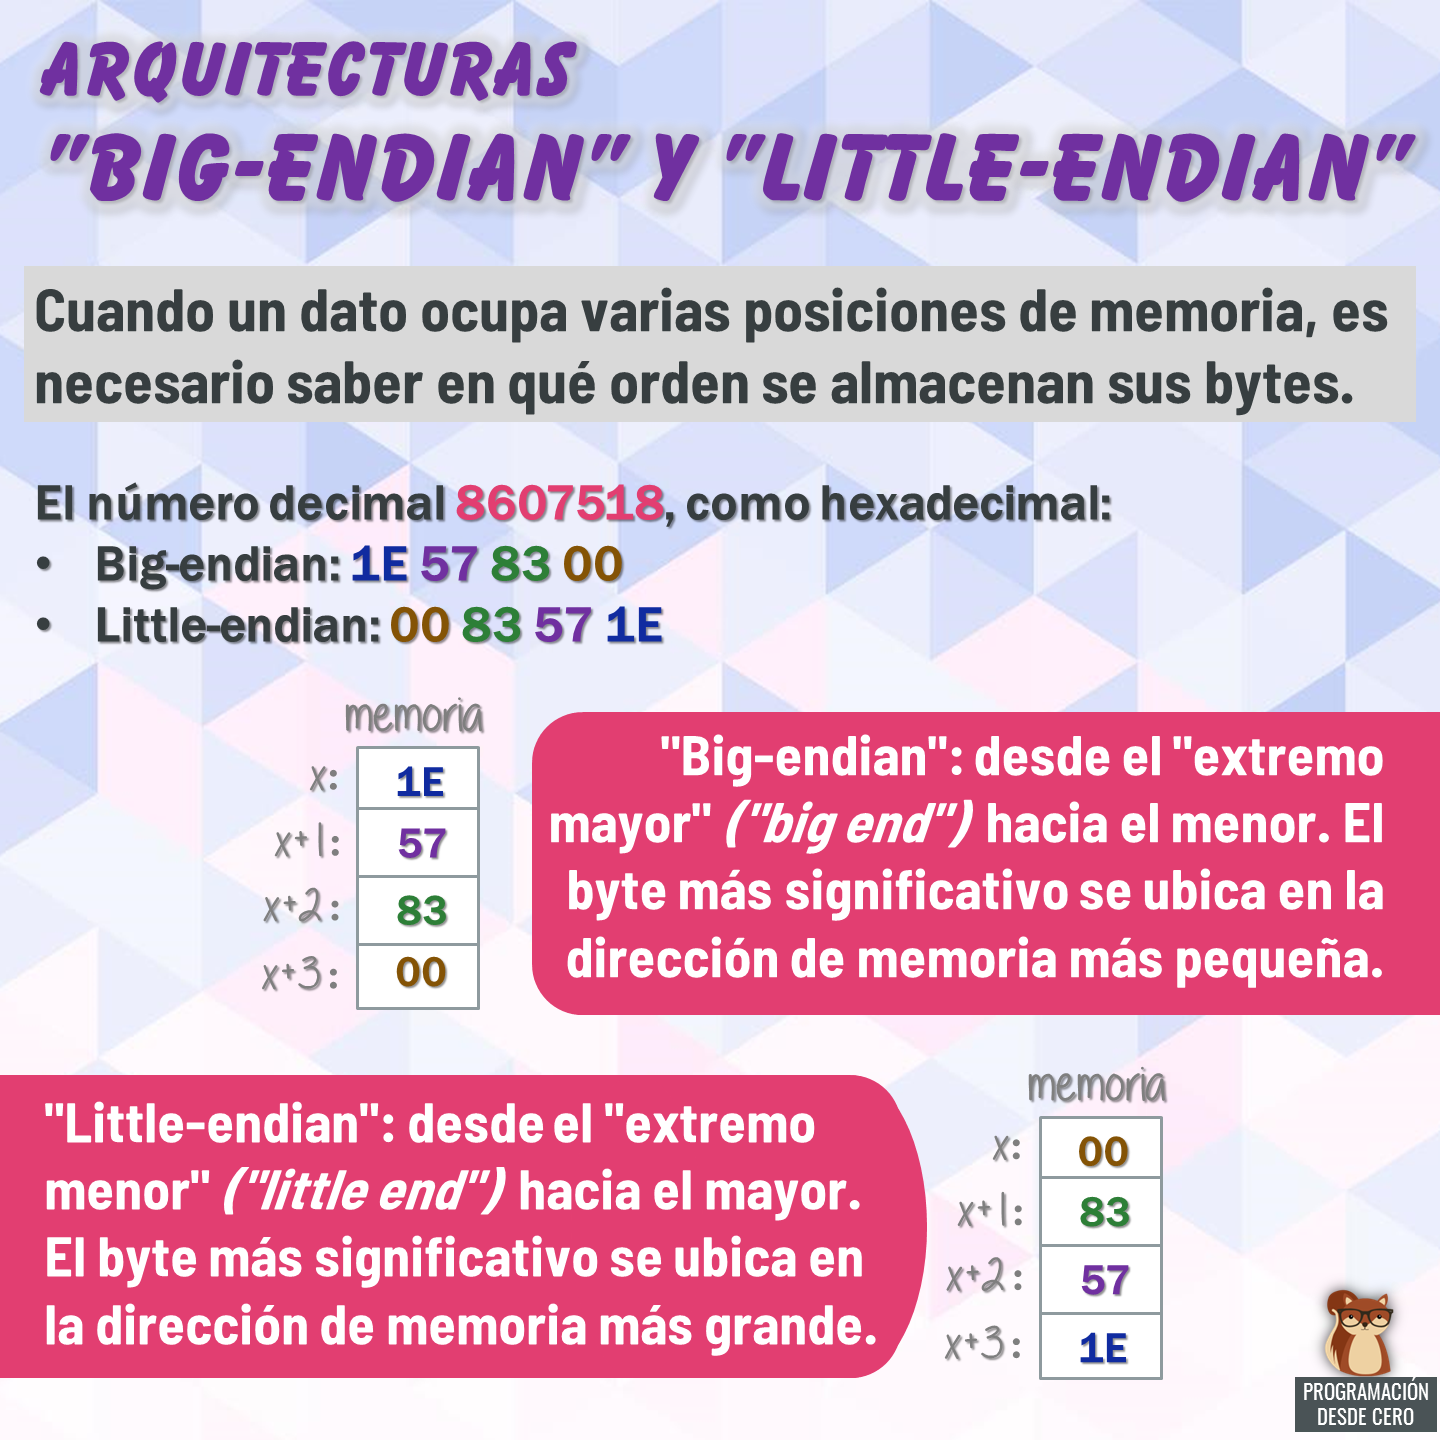 ARQUITECTURAS
"BIG-ENDIAN" Y "LITTLE-ENDIAN"
Cuando un dato ocupa varias posiciones de memoria, es
necesario saber en qué orden se almacenan sus bytes.
El número decimal 8607518, como hexadecimal:
• Big-endian: 1E 57 83 00
• Little-endian: 00 83 57 1E
memoria
x: 1E
x+1: 57
x+2: 83
x+3: 00
"Big-endian": desde el "extremo
mayor" ("big end") hacia el menor. El
byte más significativo se ubica en la
dirección de memoria más pequeña.
"Little-endian": desde el "extremo
menor" ("little end") hacia el mayor.
El byte más significativo se ubica en
la dirección de memoria más grande.
memoria
x: 00
x+1: 83
x+2: 57
x+3: 1E
PROGRAMACIÓN
DESDE CERO